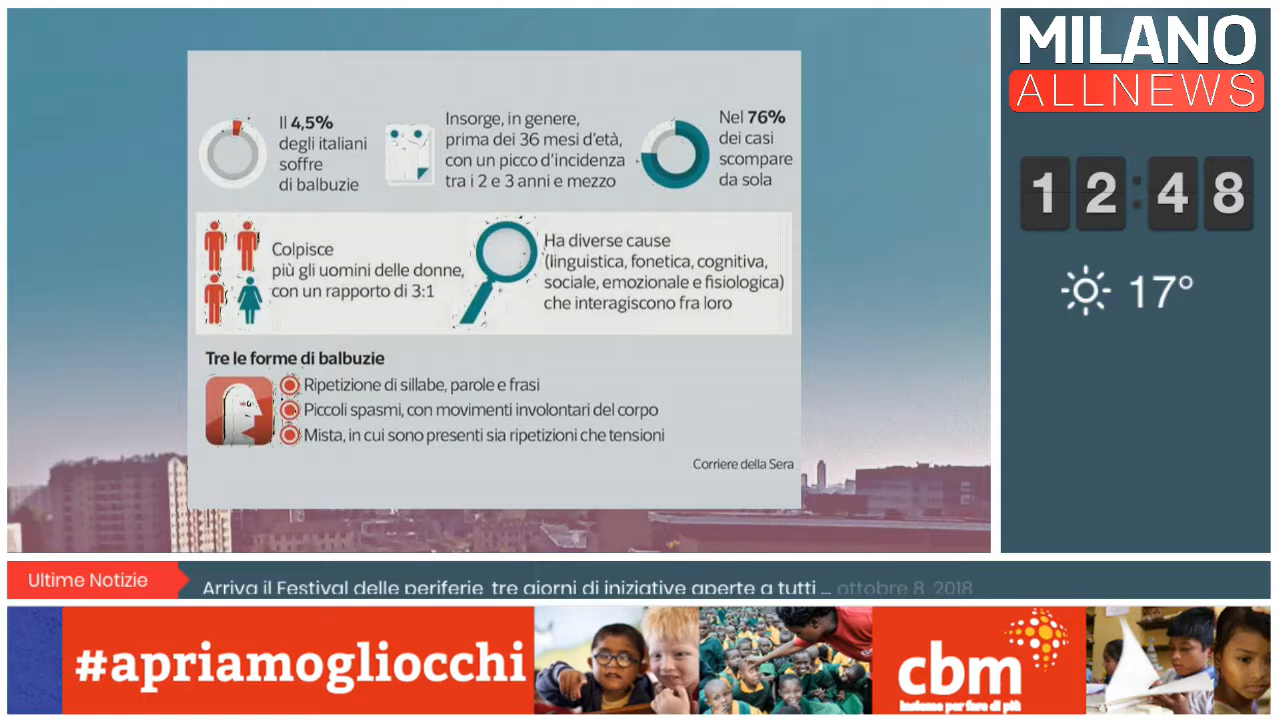 Il 4,5%
degli italiani
soffre
di balbuzie
Insorge, in genere,
prima dei 36 mesi d'età,
con un picco d'incidenza
tra i 2 e 3 anni e mezzo
Nel 76%
dei casi
scompare
da sola
Colpisce
più gli uomini delle donne,
con un rapporto di 3:1
Ha diverse cause
(linguistica, fonetica, cognitiva,
sociale, emozionale e fisiologica)
che interagiscono fra loro
Tre le forme di balbuzie
Ripetizione di sillabe, parole e frasi
Piccoli spasmi, con movimenti involontari del corpo
Mista, in cui sono presenti sia ripetizioni che tensioni
Corriere della Sera
MILANO
ALLNEWS
12:48
17°
Ultime Notizie
Arriva il Festival delle periferie, tre giorni di iniziative aperte a tutti ... ottobre 8, 2018
#apriamogliocchi
cbm
insieme per fare di più